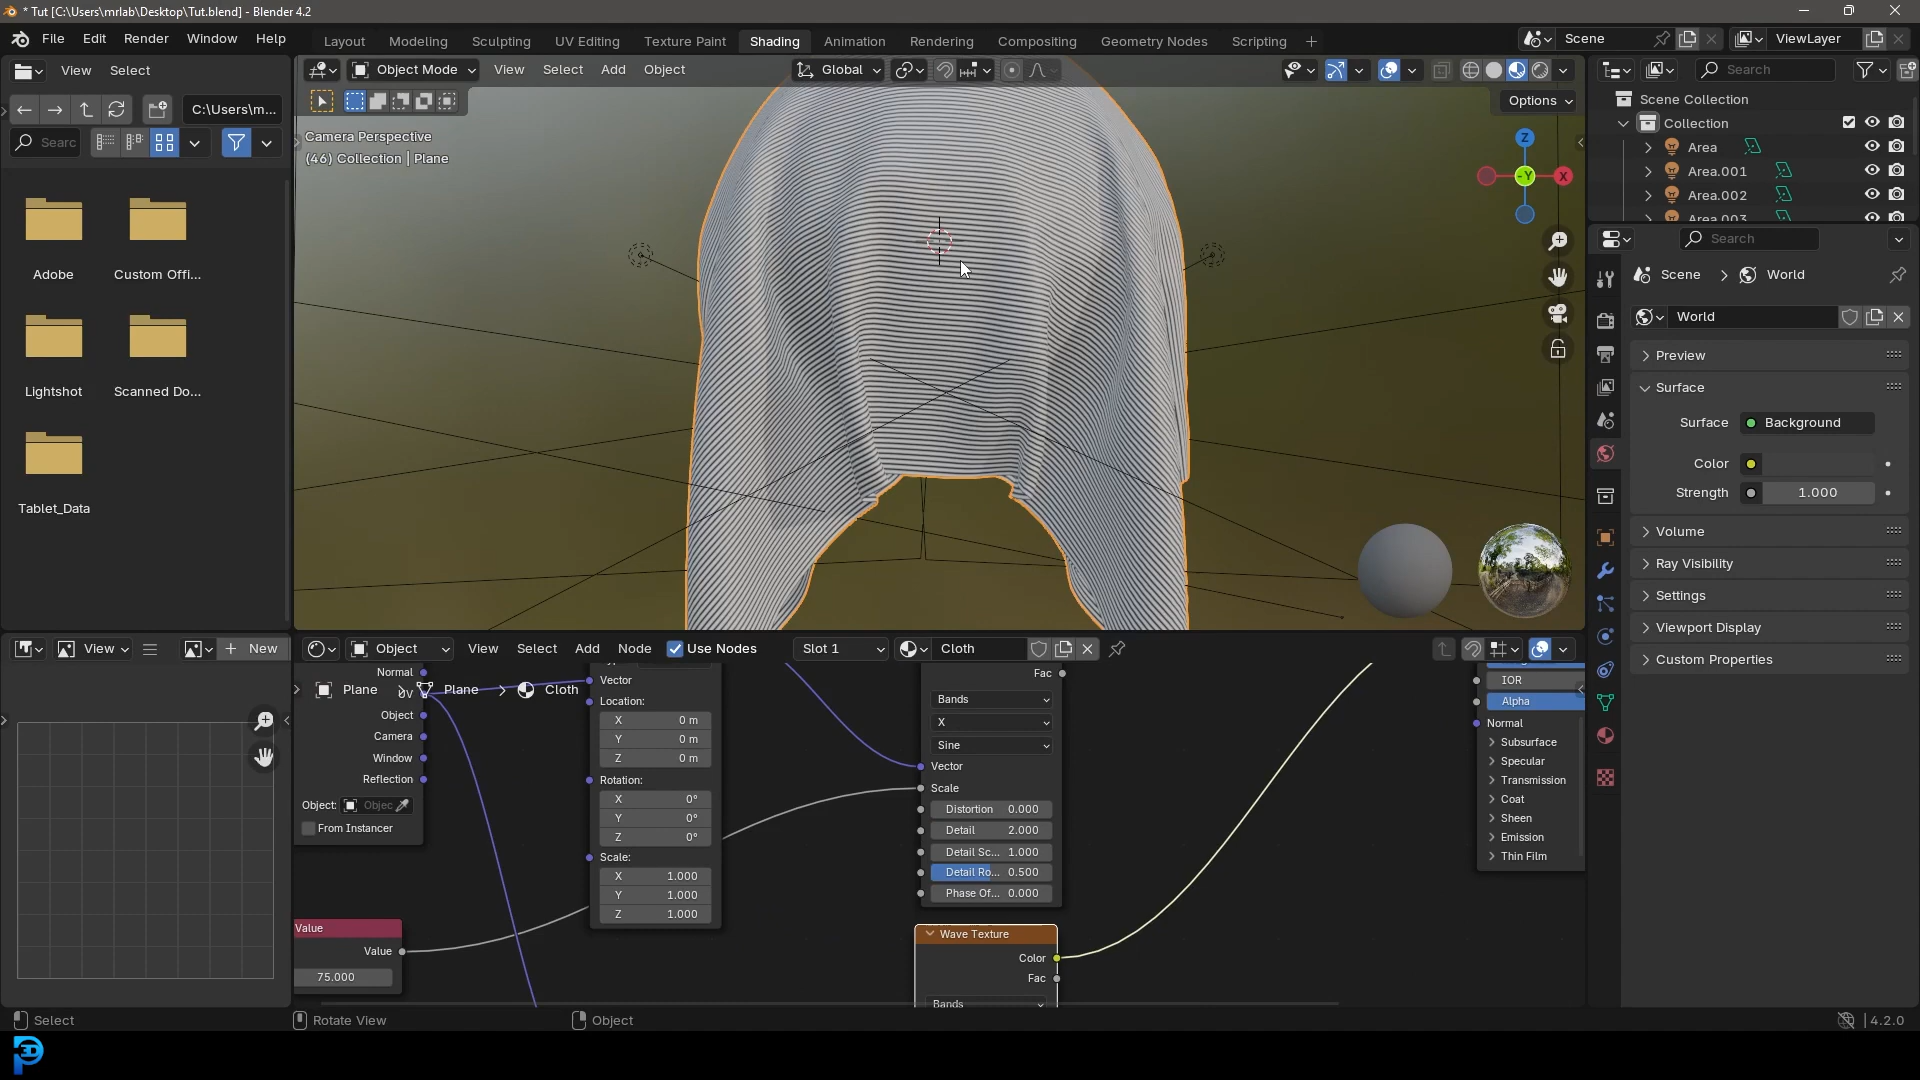 * Tut [C:\Users\mrlab\Desktop\Tut.blend] - Blender 4.2
File Edit Render Window Help
Layout Modeling Sculpting UV Editing Texture Paint Shading Animation Rendering Compositing Geometry Nodes Scripting +
Scene
ViewLayer
View Select
Object Mode View Select Add Object
Global
Search
C:\Users\m...
Options
Searc
Camera Perspective
(46) Collection | Plane
Z
-Y
X
Scene Collection
Collection
Area
Area.001
Area.002
Area.003
Adobe
Custom Offi...
Lightshot
Scanned Do...
Tablet_Data
Search
Scene > World
World
Preview
Surface
Surface Background
Color
Strength 1.000
Volume
Ray Visibility
Settings
Viewport Display
Custom Properties
View
+ New
Object View Select Add Node Use Nodes
Slot 1
Cloth
Plane > Plane > Cloth
Normal
UV
Object
Camera
Window
Reflection
Object: Objec
From Instancer
Value
Value
75.000
Vector
Location:
X 0 m
Y 0 m
Z 0 m
Rotation:
X 0°
Y 0°
Z 0°
Scale:
X 1.000
Y 1.000
Z 1.000
Fac
Bands
X
Sine
Vector
Scale
Distortion 0.000
Detail 2.000
Detail Sc... 1.000
Detail Ro... 0.500
Phase Of... 0.000
Wave Texture
Color
Fac
Bands
IOR
Alpha
Normal
Subsurface
Specular
Transmission
Coat
Sheen
Emission
Thin Film
Select
Rotate View
Object
4.2.0